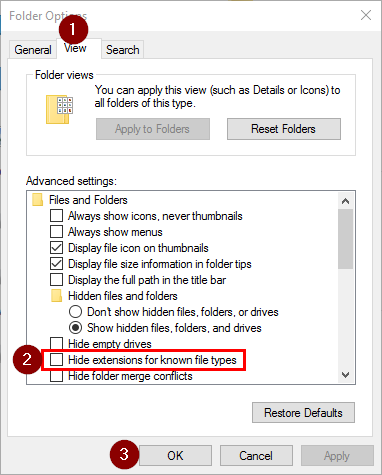 Folder Options
1
General View Search
Folder views
You can apply this view (such as Details or Icons) to
all folders of this type.
Apply to Folders Reset Folders
Advanced settings:
Files and Folders
Always show icons, never thumbnails
Always show menus
Display file icon on thumbnails
Display file size information in folder tips
Display the full path in the title bar
Hidden files and folders
Don't show hidden files, folders, or drives
Show hidden files, folders, and drives
Hide empty drives
2 Hide extensions for known file types
Hide folder merge conflicts
Restore Defaults
3 OK Cancel Apply